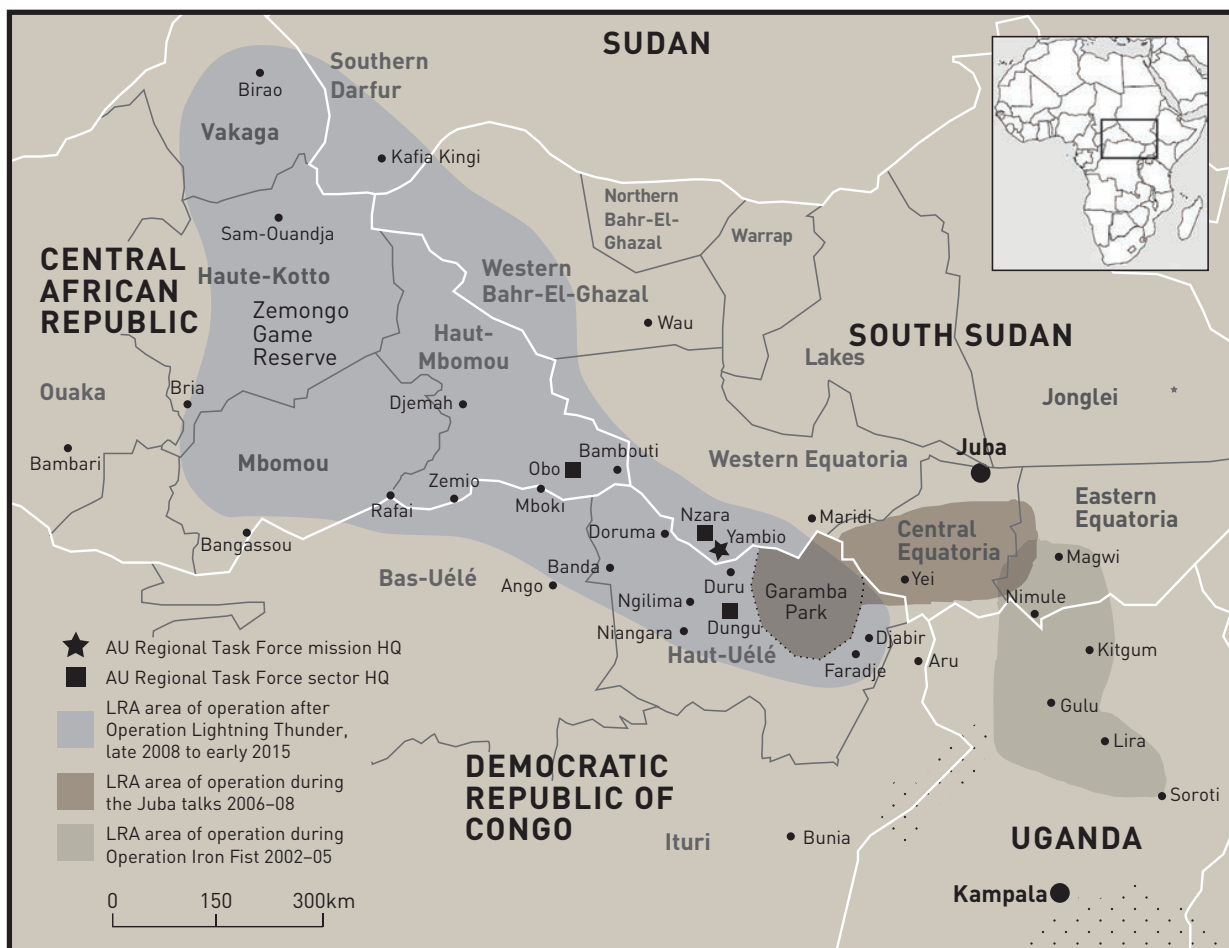 SUDAN
Southern
Darfur
Birao
Vakaga
Kafia Kingi
Northern
Bahr-El-
Ghazal
Warrap
Sam-Ouandja
CENTRAL
AFRICAN
REPUBLIC
Haute-Kotto
Zemongo
Game
Reserve
Western
Bahr-El-Ghazal
Wau
Haut-
Mbomou
SOUTH SUDAN
Lakes
Ouaka
Bria
Djemah
Jonglei
Bambari
Mbomou
Obo
Bambouti
Western Equatoria
Juba
Zemio
Rafai
Mboki
Eastern
Equatoria
Nzara
Maridi
Central
Equatoria
Bangassou
Doruma
Yambio
Magwi
Bas-Uélé
Banda
Ango
Duru
Garamba
Park
Yei
Nimule
Ngilima
Niangara
Dungu
Haut-Uélé
Djabir
Faradje
Aru
Kitgum
Gulu
Lira
Soroti
AU Regional Task Force mission HQ
AU Regional Task Force sector HQ
LRA area of operation after
Operation Lightning Thunder,
late 2008 to early 2015
LRA area of operation during
the Juba talks 2006–08
LRA area of operation during
Operation Iron Fist 2002–05
DEMOCRATIC
REPUBLIC OF
CONGO
Ituri
Bunia
UGANDA
Kampala
0 150 300km